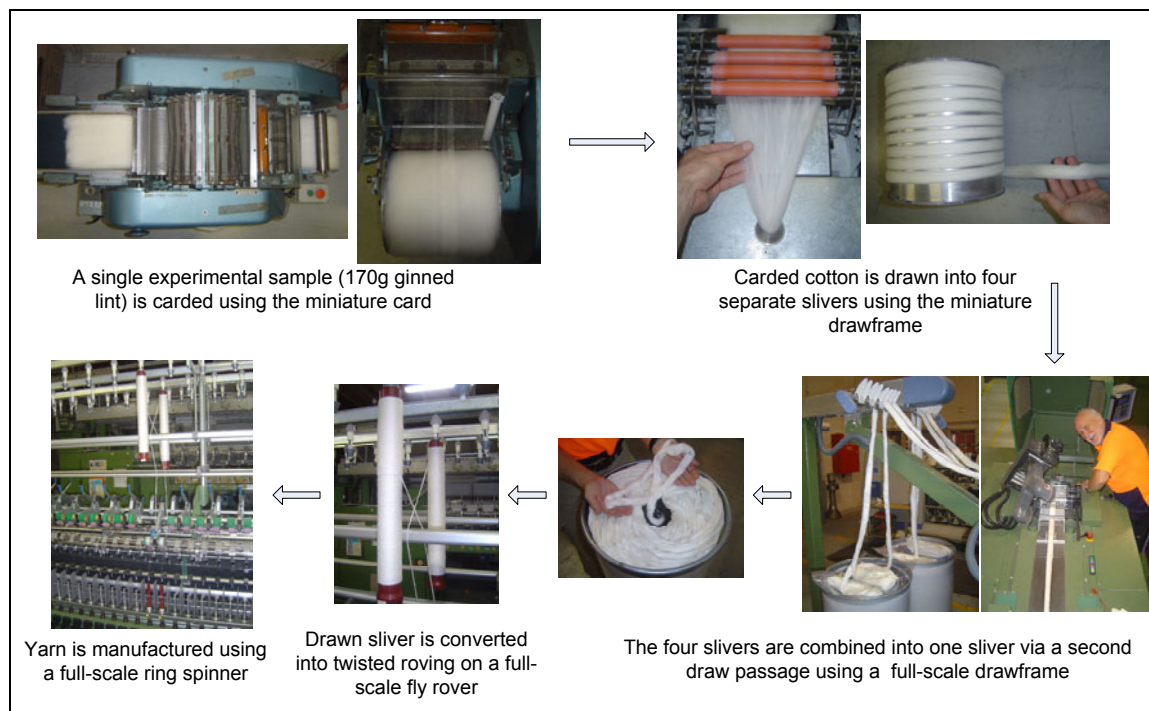 A single experimental sample (170g ginned
lint) is carded using the miniature card
Carded cotton is drawn into four
separate slivers using the miniature
drawframe
The four slivers are combined into one sliver via a second
draw passage using a full-scale drawframe
Drawn sliver is converted
into twisted roving on a full-
scale fly rover
Yarn is manufactured using
a full-scale ring spinner